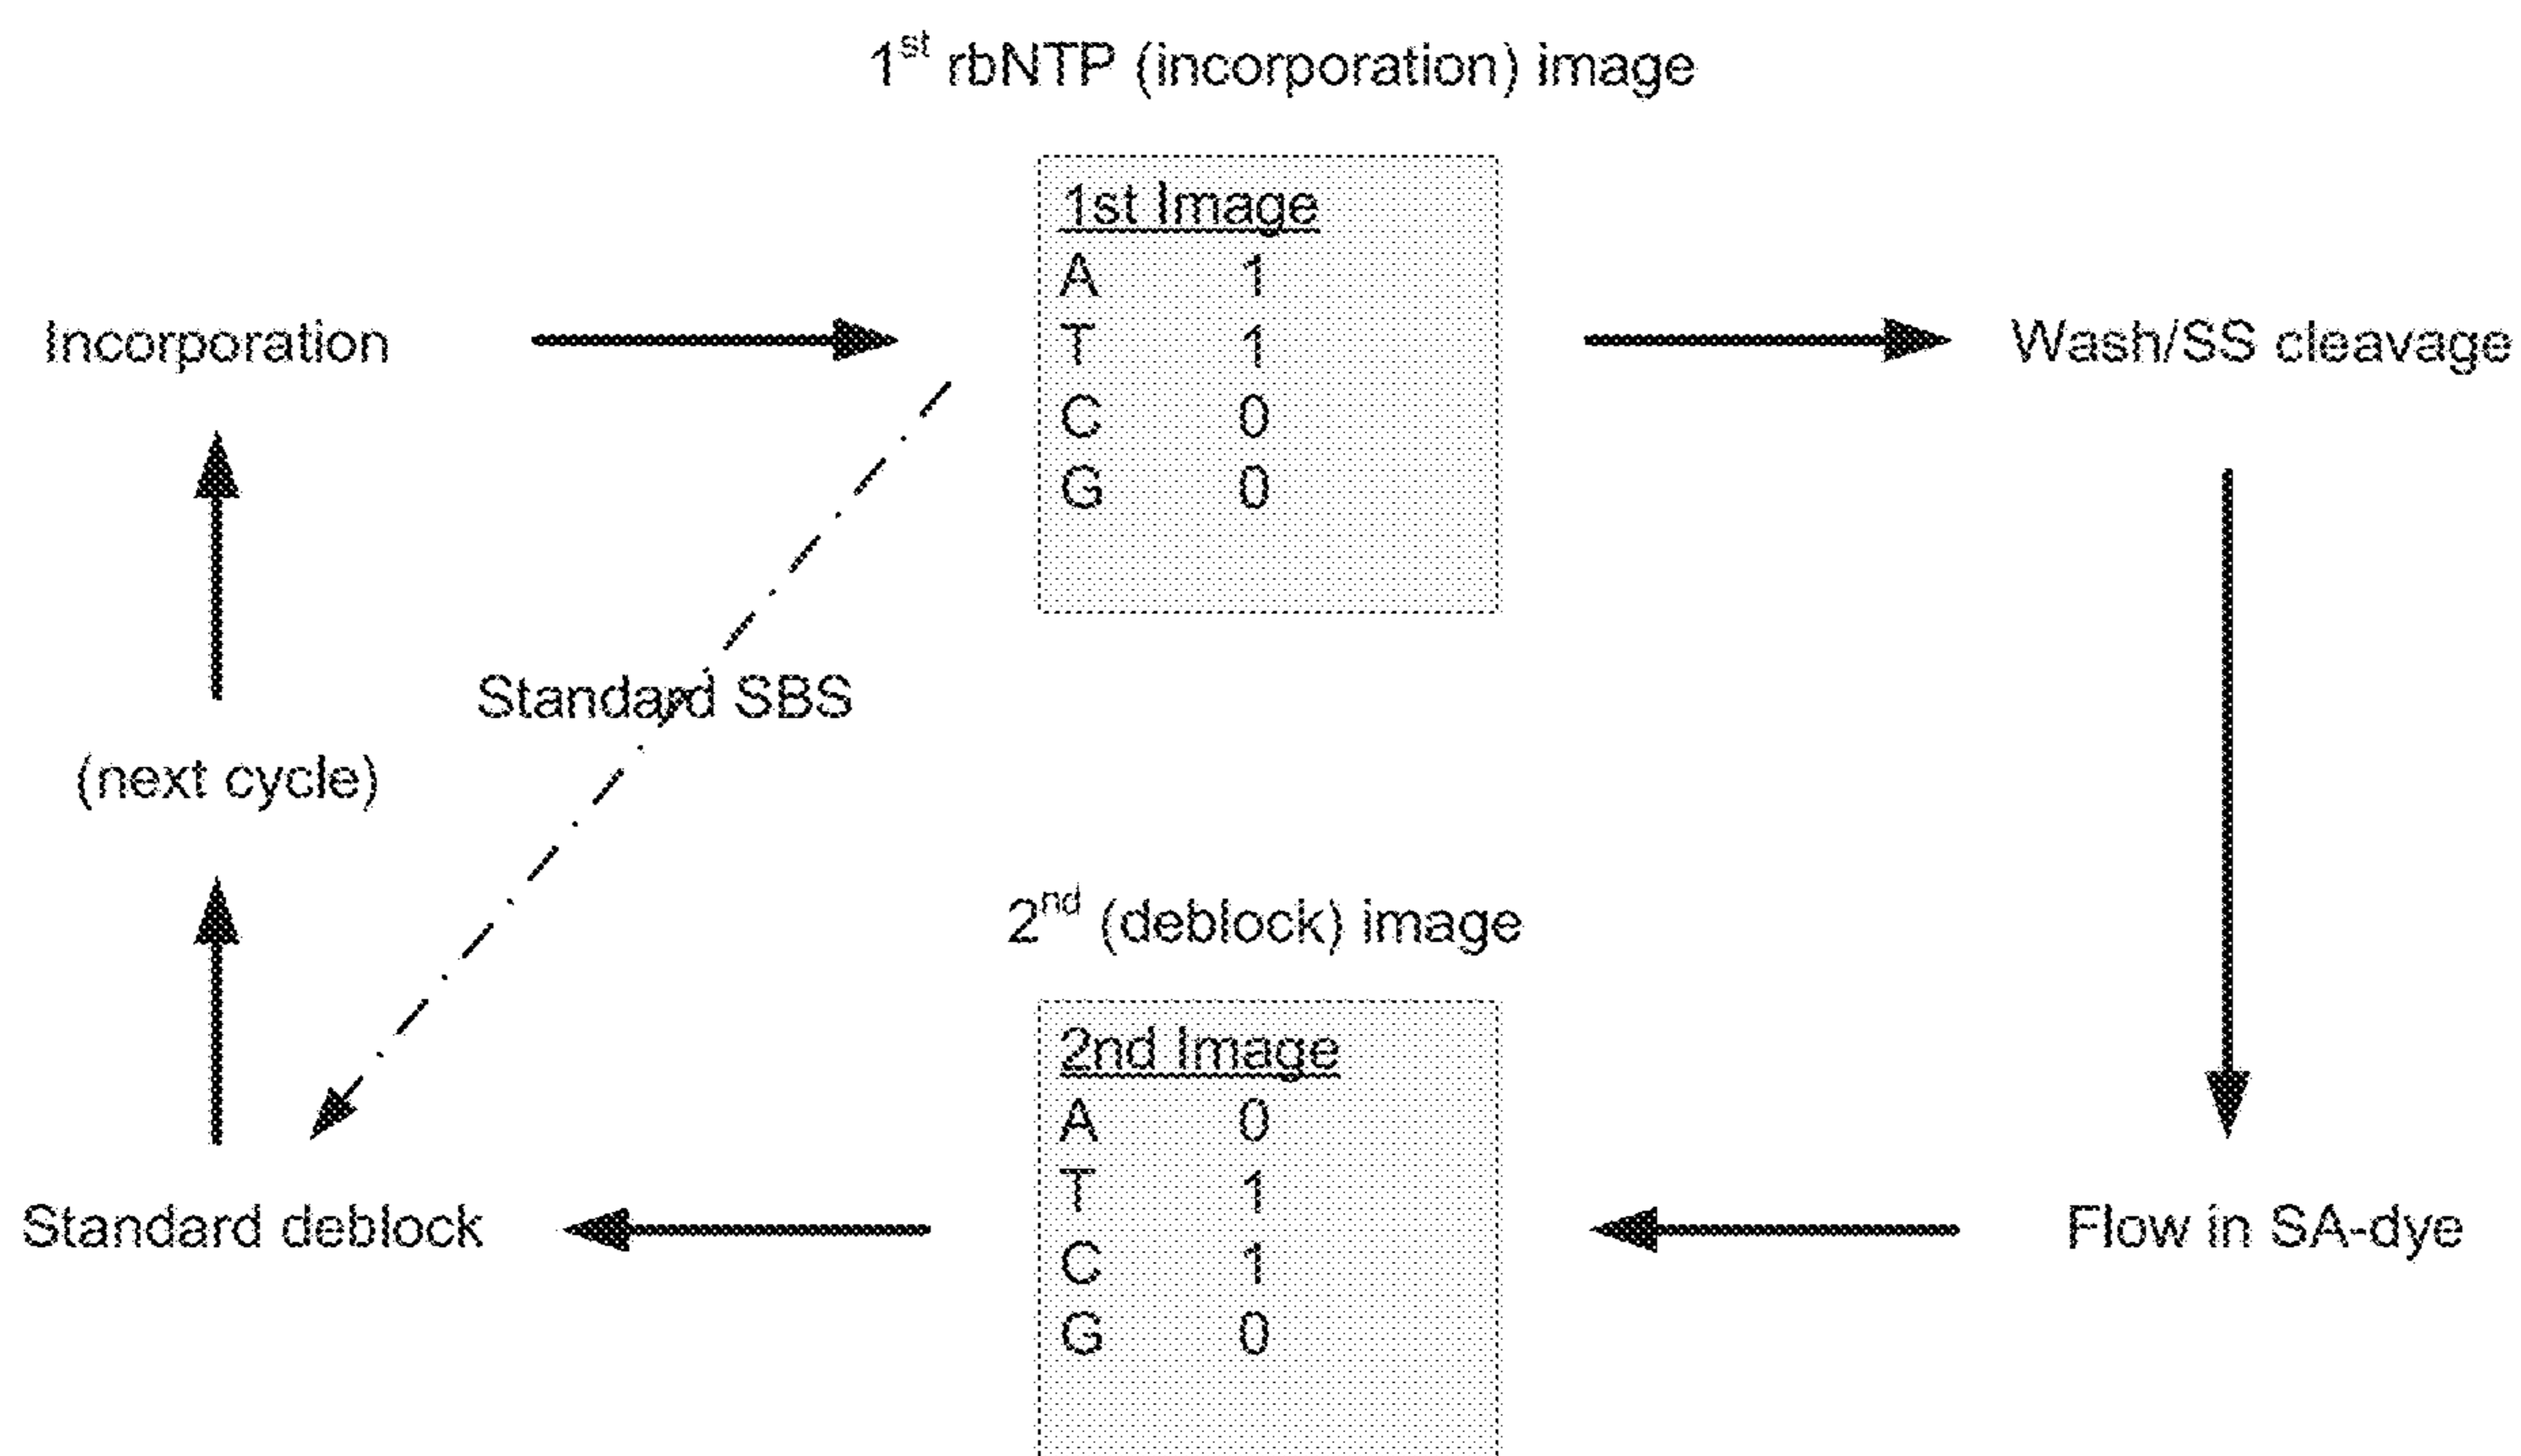 1st rbNTP (incorporation) image
1st Image
A 1
T 1
C 0
G 0
Incorporation
Wash/SS cleavage
Standard SBS
(next cycle)
2nd (deblock) image
2nd Image
A 0
T 1
C 1
G 0
Standard deblock
Flow in SA-dye